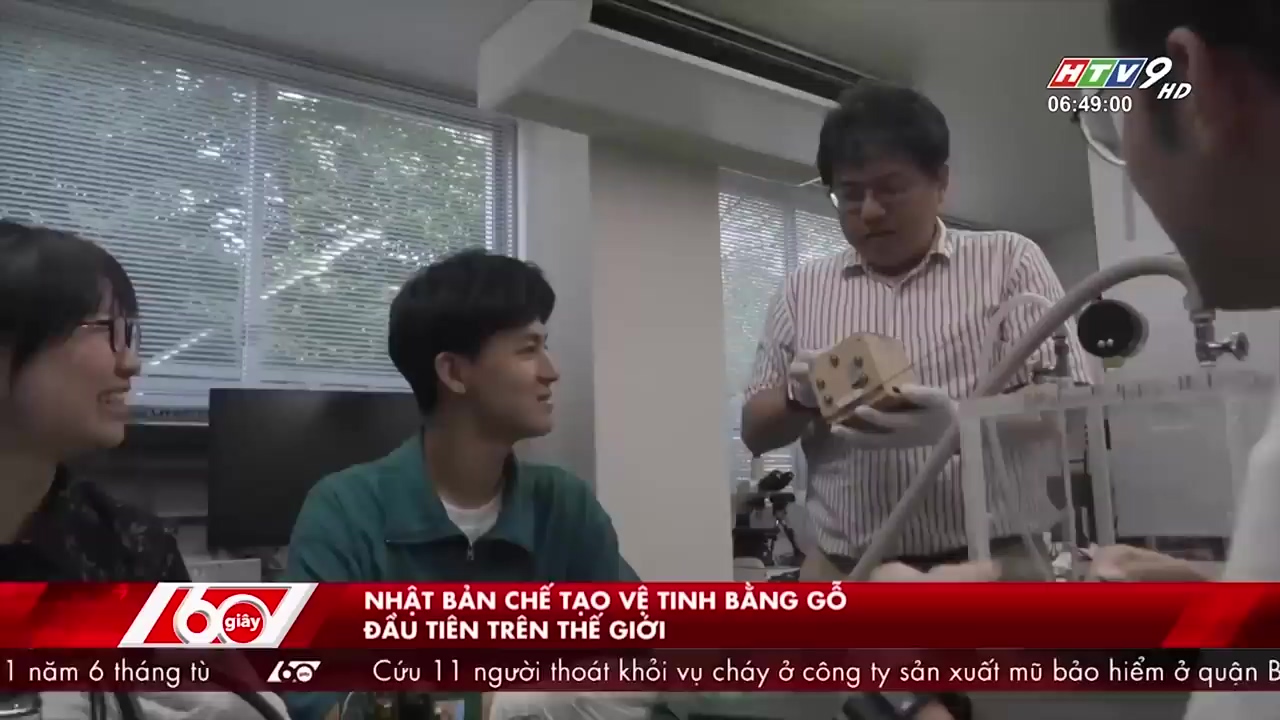 HTV9 HD
06:49:00
60 giây
NHẬT BẢN CHẾ TẠO VỆ TINH BẰNG GỖ
ĐẦU TIÊN TRÊN THẾ GIỚI
1 năm 6 tháng tù
60 giây
Cứu 11 người thoát khỏi vụ cháy ở công ty sản xuất mũ bảo hiểm ở quận B